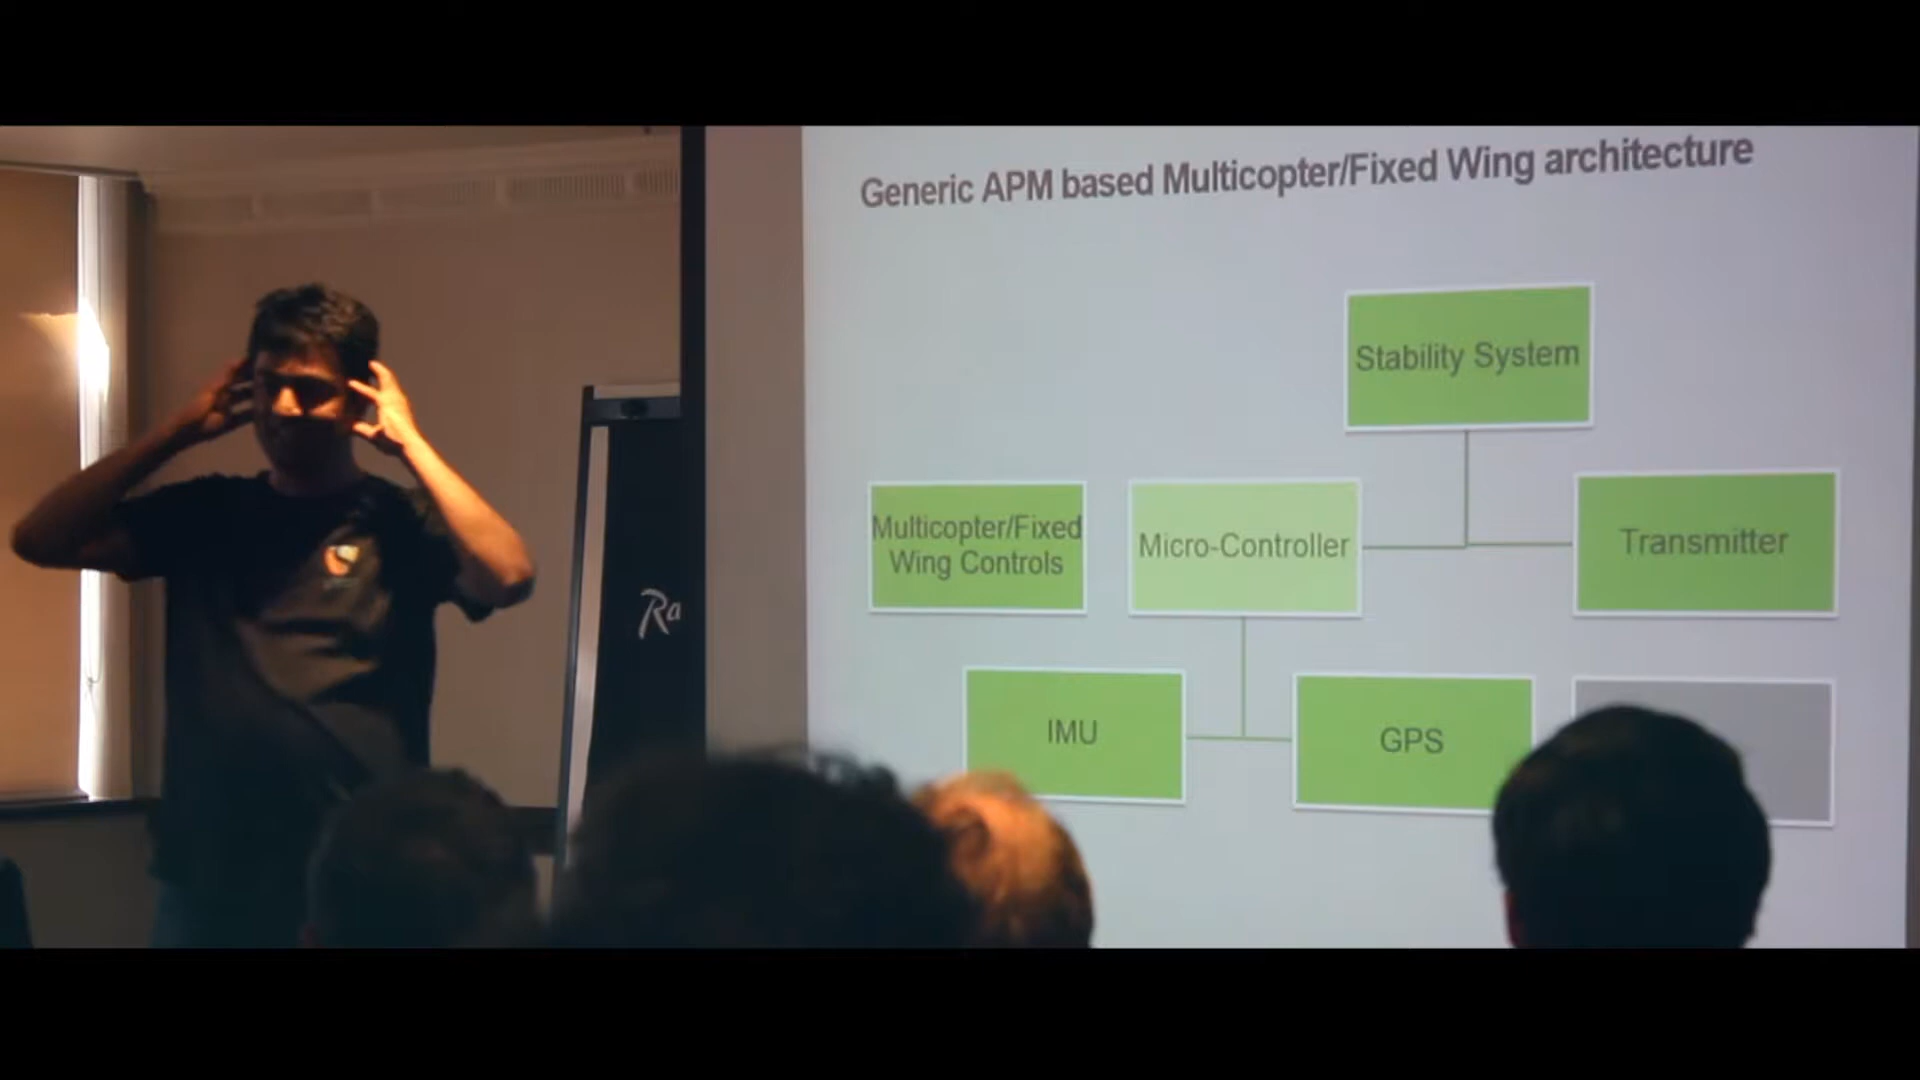 Generic APM based Multicopter/Fixed Wing architecture
Stability System
Multicopter/Fixed
Wing Controls
Micro-Controller
Transmitter
IMU
GPS
Ra